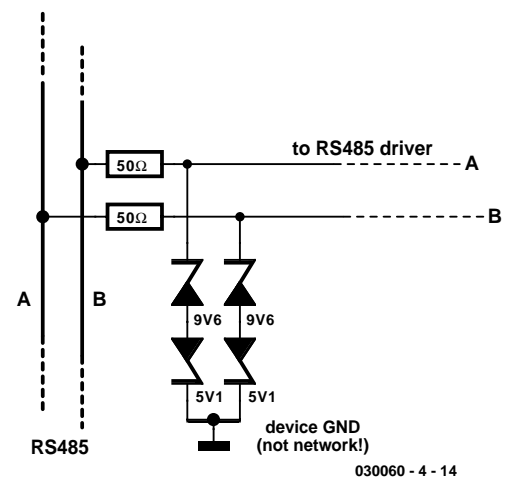 to RS485 driver
50Ω
A
50Ω
B
A
B
9V6
9V6
5V1
5V1
RS485
device GND
(not network!)
030060 - 4 - 14